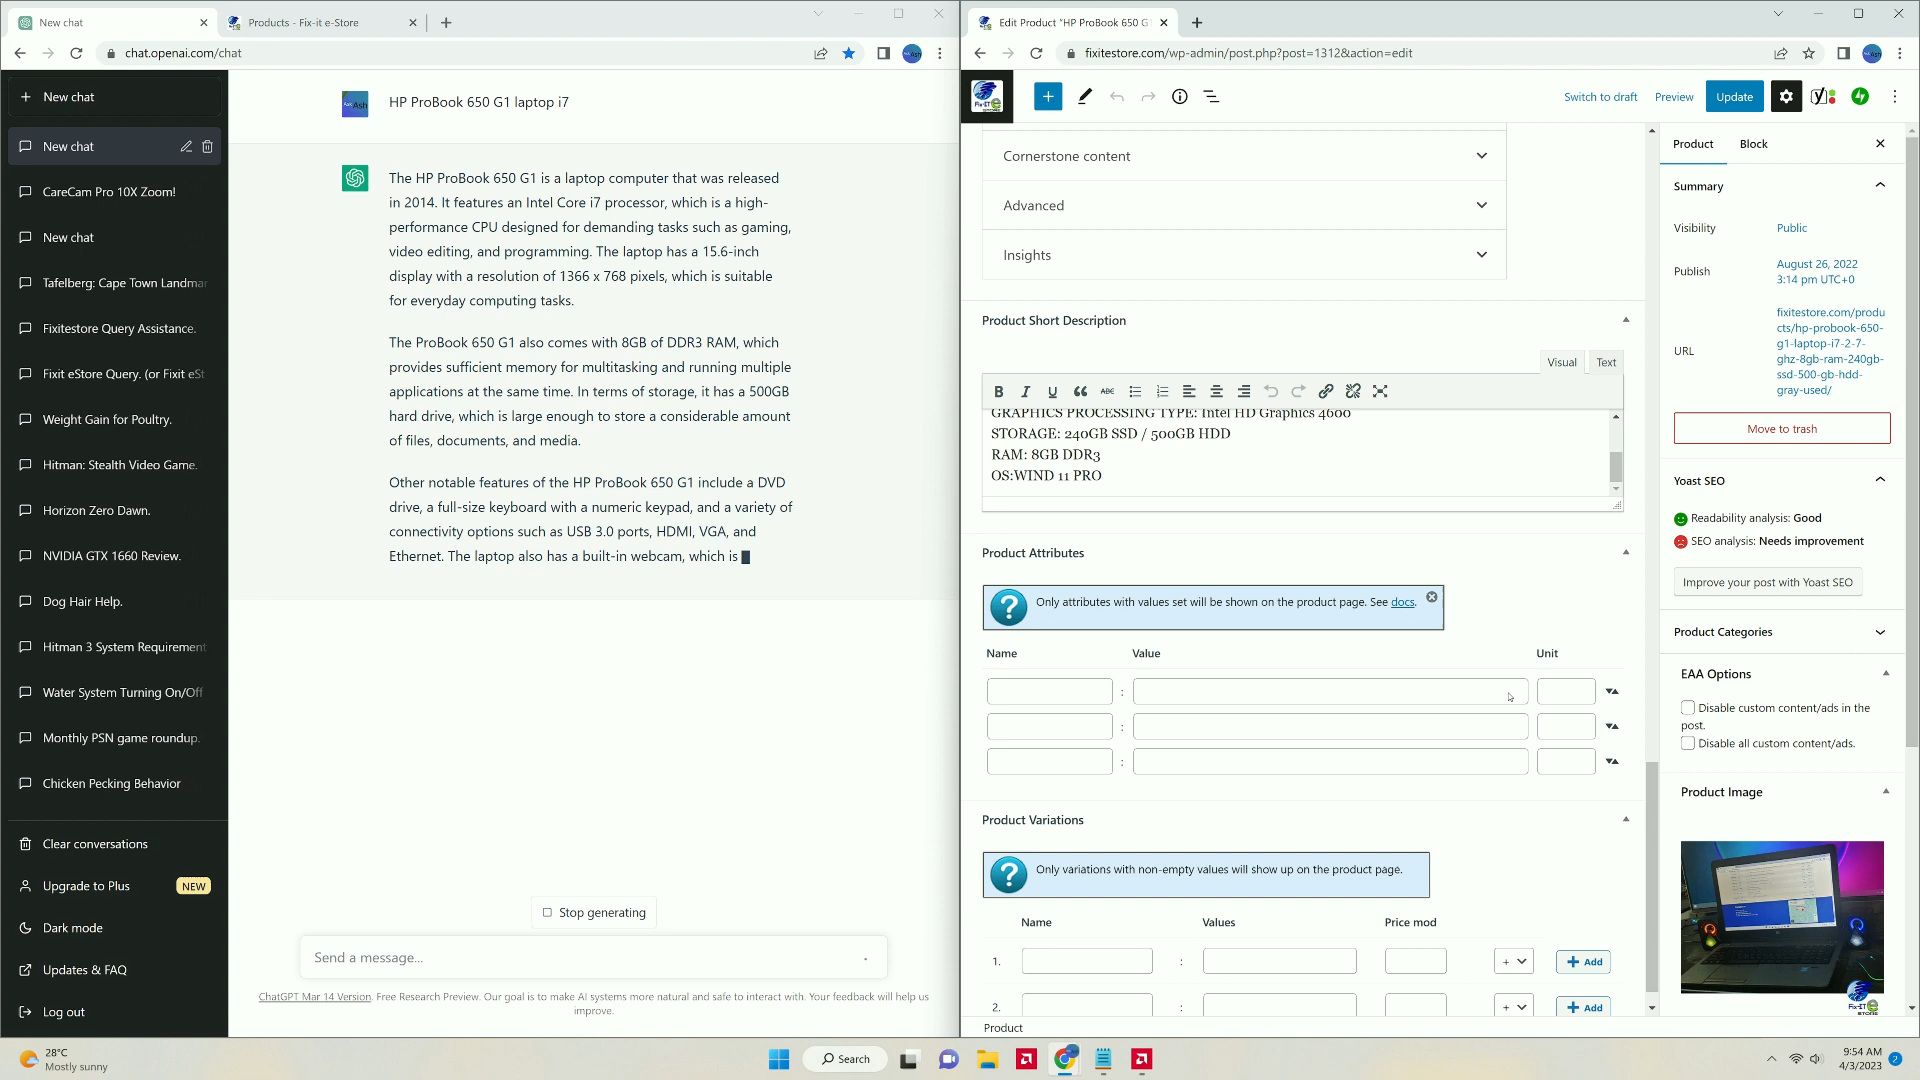 New chat
Products - Fix-it e-Store
chat.openai.com/chat
New chat
New chat
CareCam Pro 10X Zoom!
New chat
Tafelberg: Cape Town Landmar
Fixitestore Query Assistance.
Fixit eStore Query. (or Fixit eSt
Weight Gain for Poultry.
Hitman: Stealth Video Game.
Horizon Zero Dawn.
NVIDIA GTX 1660 Review.
Dog Hair Help.
Hitman 3 System Requirement
Water System Turning On/Off
Monthly PSN game roundup.
Chicken Pecking Behavior
Clear conversations
Upgrade to Plus NEW
Dark mode
Updates & FAQ
Log out
HP ProBook 650 G1 laptop i7
The HP ProBook 650 G1 is a laptop computer that was released
in 2014. It features an Intel Core i7 processor, which is a high-
performance CPU designed for demanding tasks such as gaming,
video editing, and programming. The laptop has a 15.6-inch
display with a resolution of 1366 x 768 pixels, which is suitable
for everyday computing tasks.
The ProBook 650 G1 also comes with 8GB of DDR3 RAM, which
provides sufficient memory for multitasking and running multiple
applications at the same time. In terms of storage, it has a 500GB
hard drive, which is large enough to store a considerable amount
of files, documents, and media.
Other notable features of the HP ProBook 650 G1 include a DVD
drive, a full-size keyboard with a numeric keypad, and a variety of
connectivity options such as USB 3.0 ports, HDMI, VGA, and
Ethernet. The laptop also has a built-in webcam, which is
Stop generating
Send a message...
ChatGPT Mar 14 Version. Free Research Preview. Our goal is to make AI systems more natural and safe to interact with. Your feedback will help us
improve.
Edit Product "HP ProBook 650 G
fixitestore.com/wp-admin/post.php?post=1312&action=edit
Switch to draft Preview Update
Cornerstone content
Advanced
Insights
Product Short Description
Visual Text
GRAPHICS PROCESSING TYPE: Intel HD Graphics 4600
STORAGE: 240GB SSD / 500GB HDD
RAM: 8GB DDR3
OS:WIND 11 PRO
Product Attributes
Only attributes with values set will be shown on the product page. See docs.
Name Value Unit
:
:
:
Product Variations
Only variations with non-empty values will show up on the product page.
Name Values Price mod
1. : + Add
2. : + Add
Product
Product Block
Summary
Visibility Public
Publish August 26, 2022
3:14 pm UTC+0
URL
fixitestore.com/produ
cts/hp-probook-650-
g1-laptop-i7-2-7-
ghz-8gb-ram-240gb-
ssd-500-gb-hdd-
gray-used/
Move to trash
Yoast SEO
Readability analysis: Good
SEO analysis: Needs improvement
Improve your post with Yoast SEO
Product Categories
EAA Options
Disable custom content/ads in the
post.
Disable all custom content/ads.
Product Image
28°C
Mostly sunny
Search
9:54 AM
4/3/2023
2